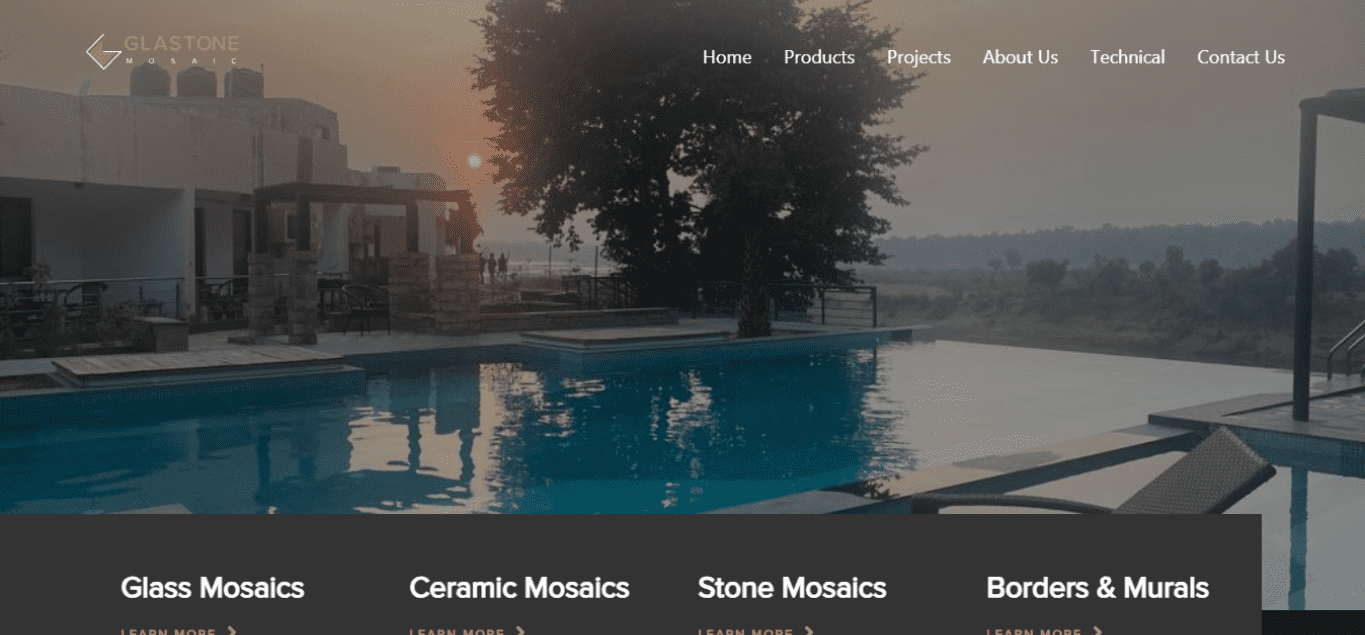 GLASTONE
MOSAIC
Home Products Projects About Us Technical Contact Us
Glass Mosaics Ceramic Mosaics Stone Mosaics Borders & Murals
LEARN MORE LEARN MORE LEARN MORE LEARN MORE